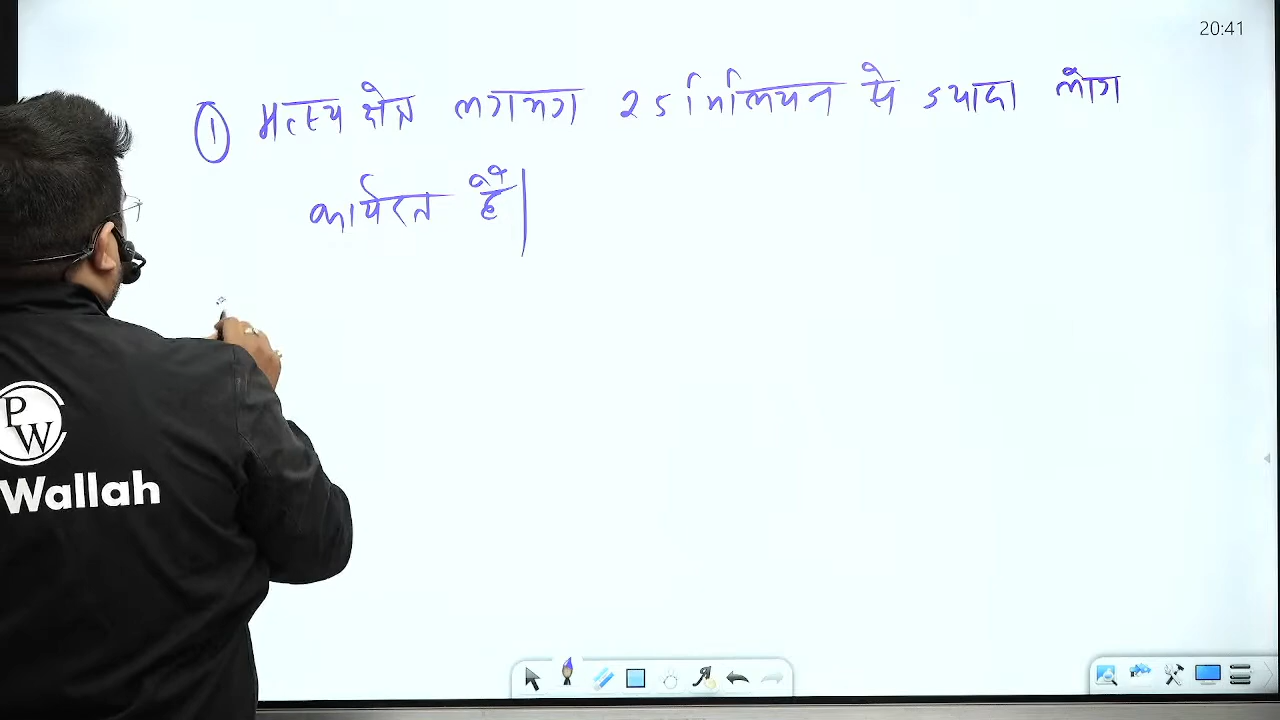 20:41
① मत्स्य क्षेत्र लगभग 25 मिलियन से ज्यादा लोग
कार्यरत हैं|
PW
Wallah